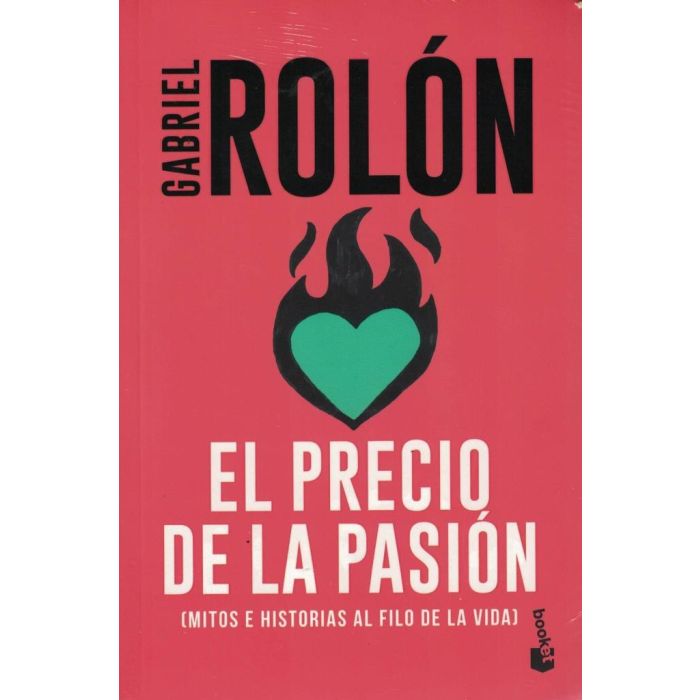 GABRIEL
ROLÓN
EL PRECIO
DE LA PASIÓN
(MITOS E HISTORIAS AL FILO DE LA VIDA)
booket